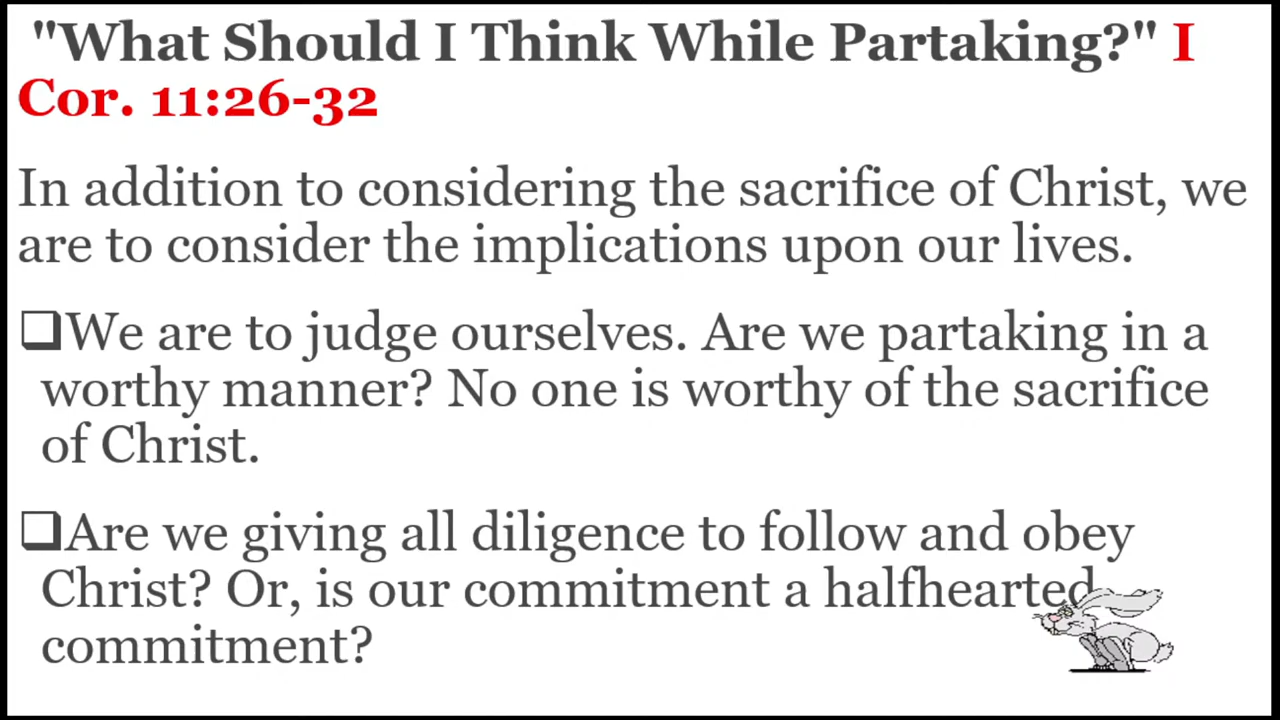 "What Should I Think While Partaking?" I
Cor. 11:26-32
In addition to considering the sacrifice of Christ, we
are to consider the implications upon our lives.
❑We are to judge ourselves. Are we partaking in a
worthy manner? No one is worthy of the sacrifice
of Christ.
❑Are we giving all diligence to follow and obey
Christ? Or, is our commitment a halfhearted
commitment?